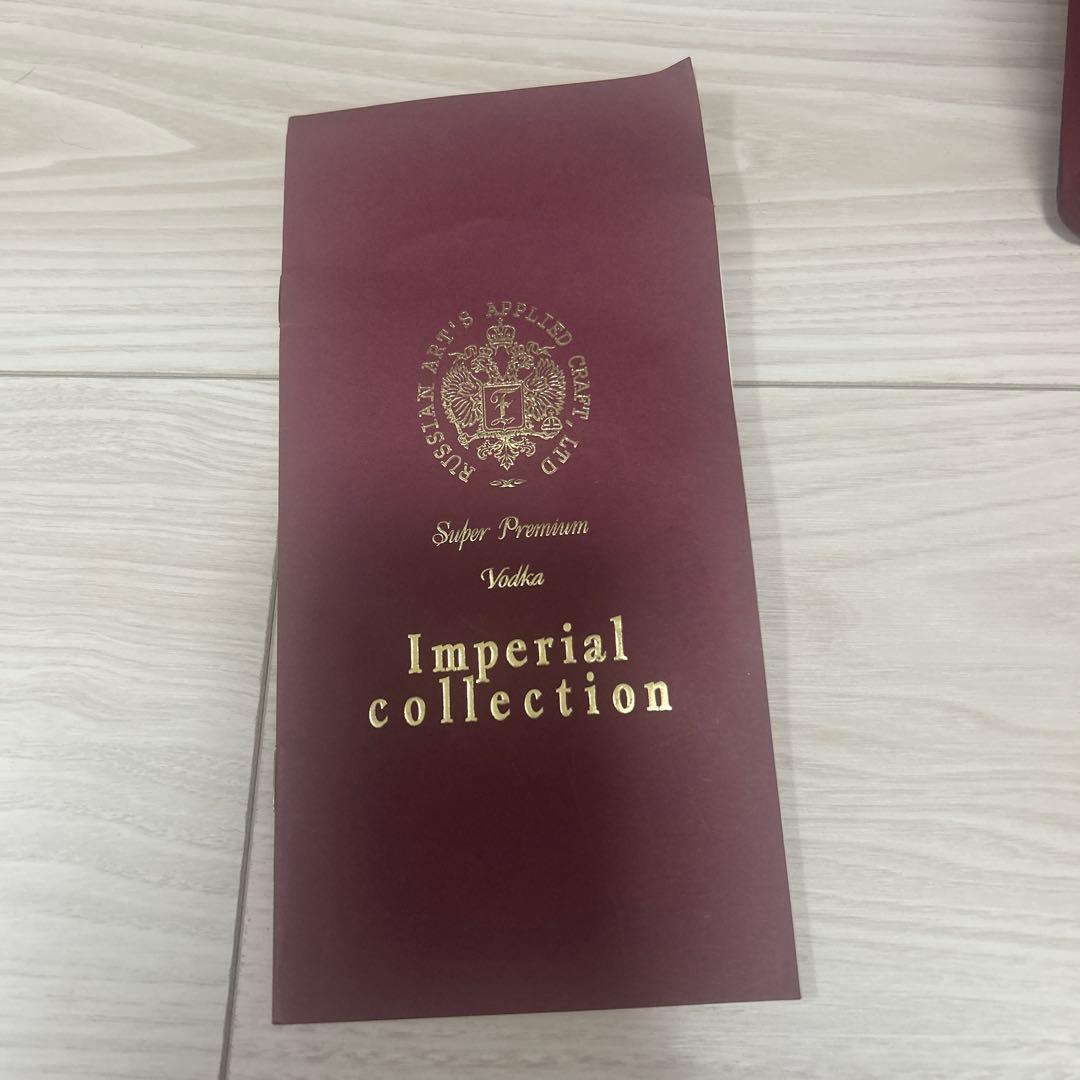 RUSSIAN ART'S APPLIED CRAFT, LTD
F
Super Premium
Vodka
Imperial
collection